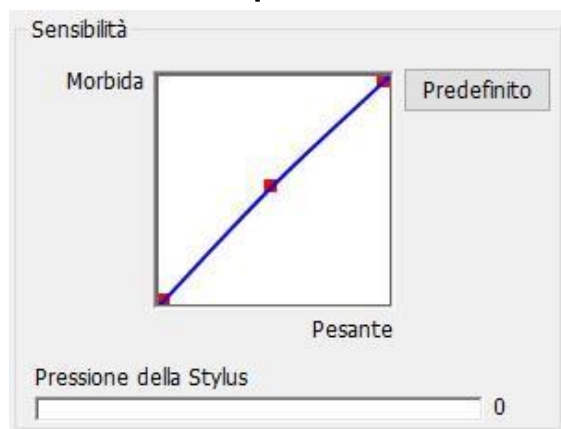 Sensibilità
Morbida
Predefinito
Pesante
Pressione della Stylus
0